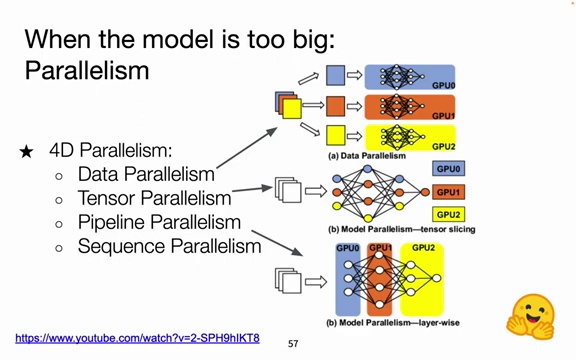 When the model is too big:
Parallelism
★ 4D Parallelism:
○ Data Parallelism
○ Tensor Parallelism
○ Pipeline Parallelism
○ Sequence Parallelism
GPU0
GPU1
GPU2
(a) Data Parallelism
GPU0
GPU1
GPU2
(b) Model Parallelism—tensor slicing
GPU0 GPU1 GPU2
(b) Model Parallelism—layer-wise
https://www.youtube.com/watch?v=2-SPH9hIKT8
57